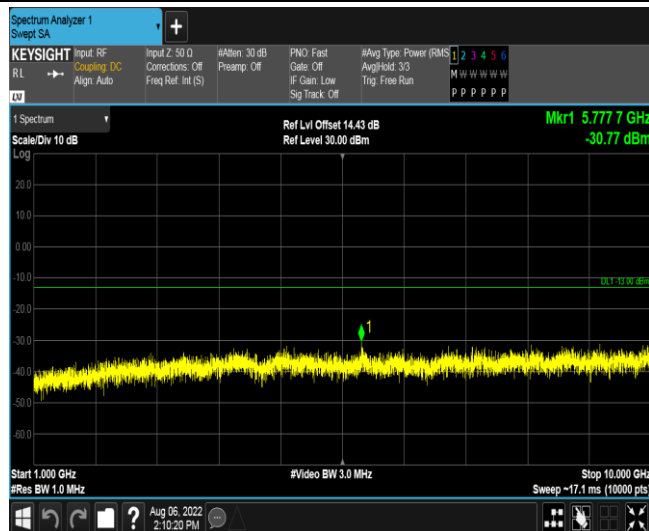 Spectrum Analyzer 1
Swept SA
+
KEYSIGHT
RL
LXI
Input: RF
Coupling: DC
Align: Auto
Input Z: 50 Ω
Corrections: Off
Freq Ref: Int (S)
#Atten: 30 dB
Preamp: Off
PNO: Fast
Gate: Off
IF Gain: Low
Sig Track: Off
#Avg Type: Power (RMS
Avg|Hold: 3/3
Trig: Free Run
1 2 3 4 5 6
M W W W W W
P P P P P P
1 Spectrum
Scale/Div 10 dB
Ref Lvl Offset 14.43 dB
Ref Level 30.00 dBm
Mkr1 5.777 7 GHz
-30.77 dBm
Log
20.0
10.0
0.00
-10.0
DL1 -13.00 dBm
-20.0
-30.0
1
-40.0
-50.0
-60.0
Start 1.000 GHz
#Res BW 1.0 MHz
#Video BW 3.0 MHz
Stop 10.000 GHz
Sweep ~17.1 ms (10000 pts)
?
Aug 06, 2022
2:10:20 PM